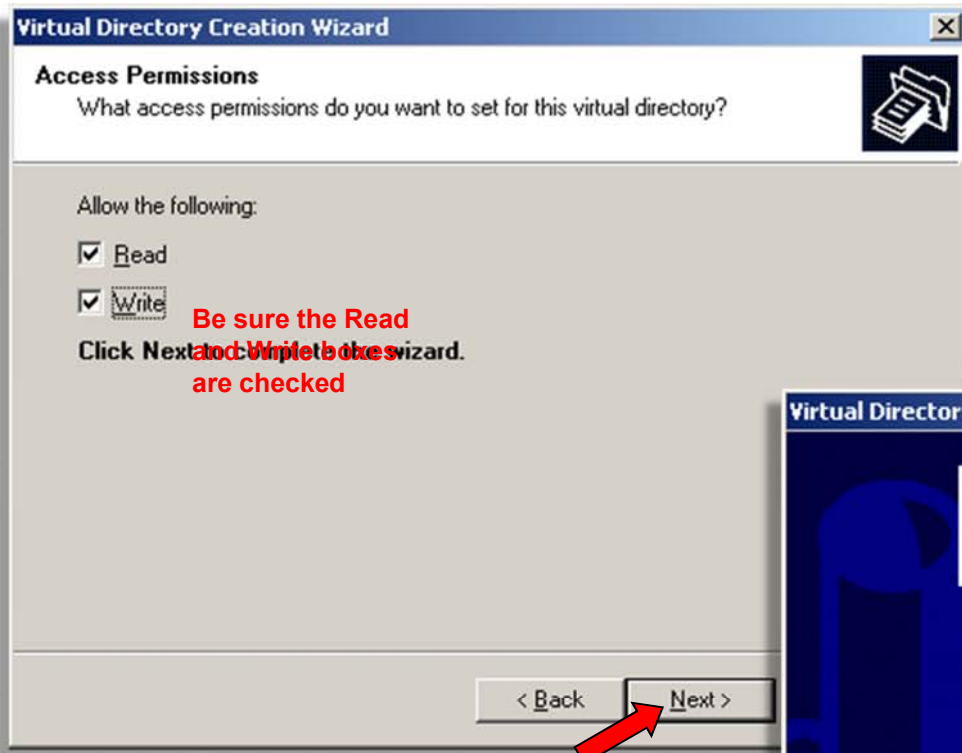 Virtual Directory Creation Wizard
Access Permissions
What access permissions do you want to set for this virtual directory?
Allow the following:
Read
Write
Be sure the Read
and Write boxes
are checked
Click Next to complete the wizard.
Virtual Director
< Back
Next >